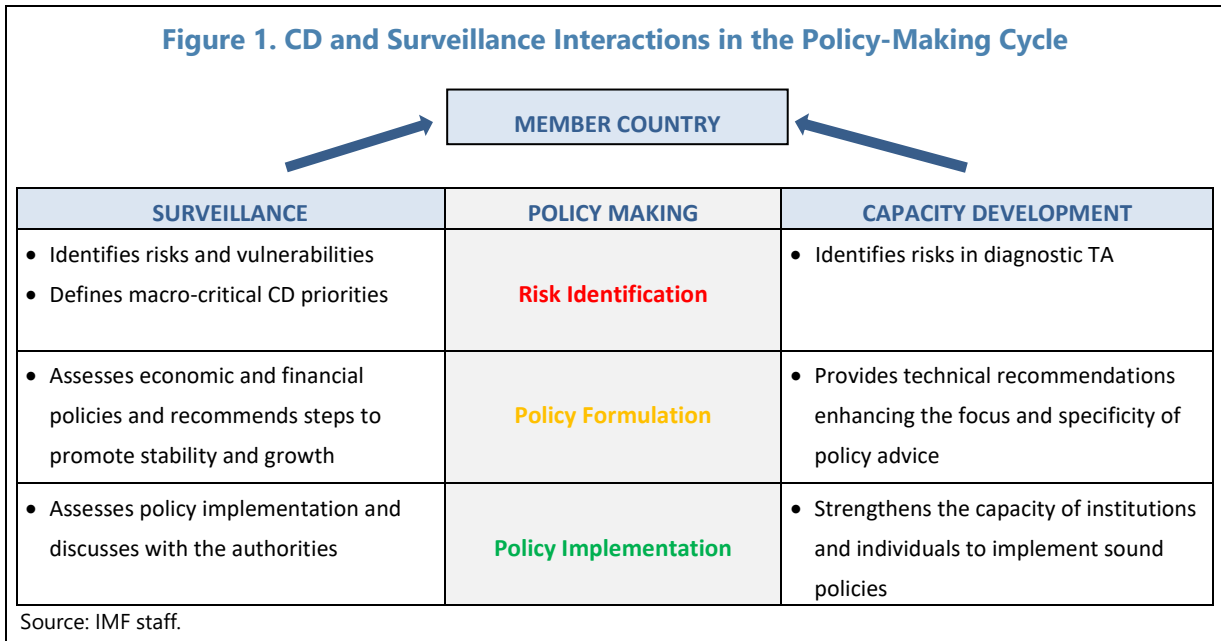 Figure 1. CD and Surveillance Interactions in the Policy-Making Cycle
MEMBER COUNTRY
SURVEILLANCE
POLICY MAKING
CAPACITY DEVELOPMENT
• Identifies risks and vulnerabilities
• Defines macro-critical CD priorities
Risk Identification
• Identifies risks in diagnostic TA
• Assesses economic and financial
policies and recommends steps to
promote stability and growth
Policy Formulation
• Provides technical recommendations
enhancing the focus and specificity of
policy advice
• Assesses policy implementation and
discusses with the authorities
Policy Implementation
• Strengthens the capacity of institutions
and individuals to implement sound
policies
Source: IMF staff.